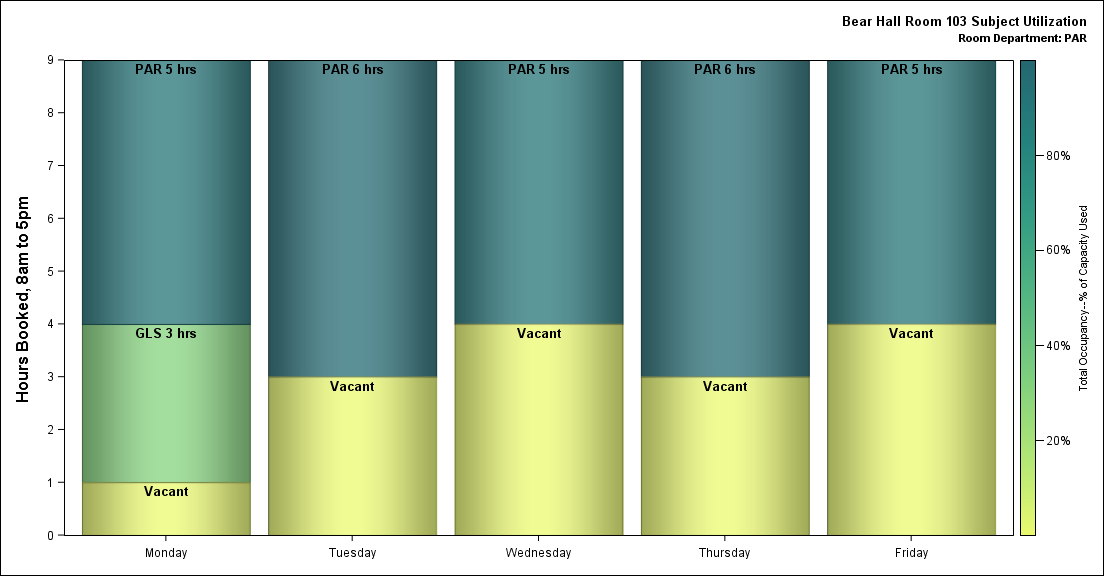 Bear Hall Room 103 Subject Utilization
Room Department: PAR
Hours Booked, 8am to 5pm
9
8
7
6
5
4
3
2
1
0
PAR 5 hrs
GLS 3 hrs
Vacant
PAR 6 hrs
Vacant
PAR 5 hrs
Vacant
PAR 6 hrs
Vacant
PAR 5 hrs
Vacant
Monday
Tuesday
Wednesday
Thursday
Friday
80%
60%
40%
20%
Total Occupancy--% of Capacity Used